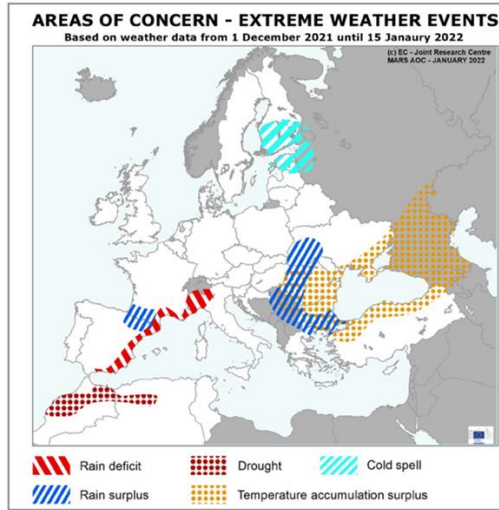 AREAS OF CONCERN - EXTREME WEATHER EVENTS
Based on weather data from 1 December 2021 until 15 Janaury 2022
(c) EC - Joint Research Centre
MARS AOC - JANUARY 2022
Rain deficit
Drought
Cold spell
Rain surplus
Temperature accumulation surplus